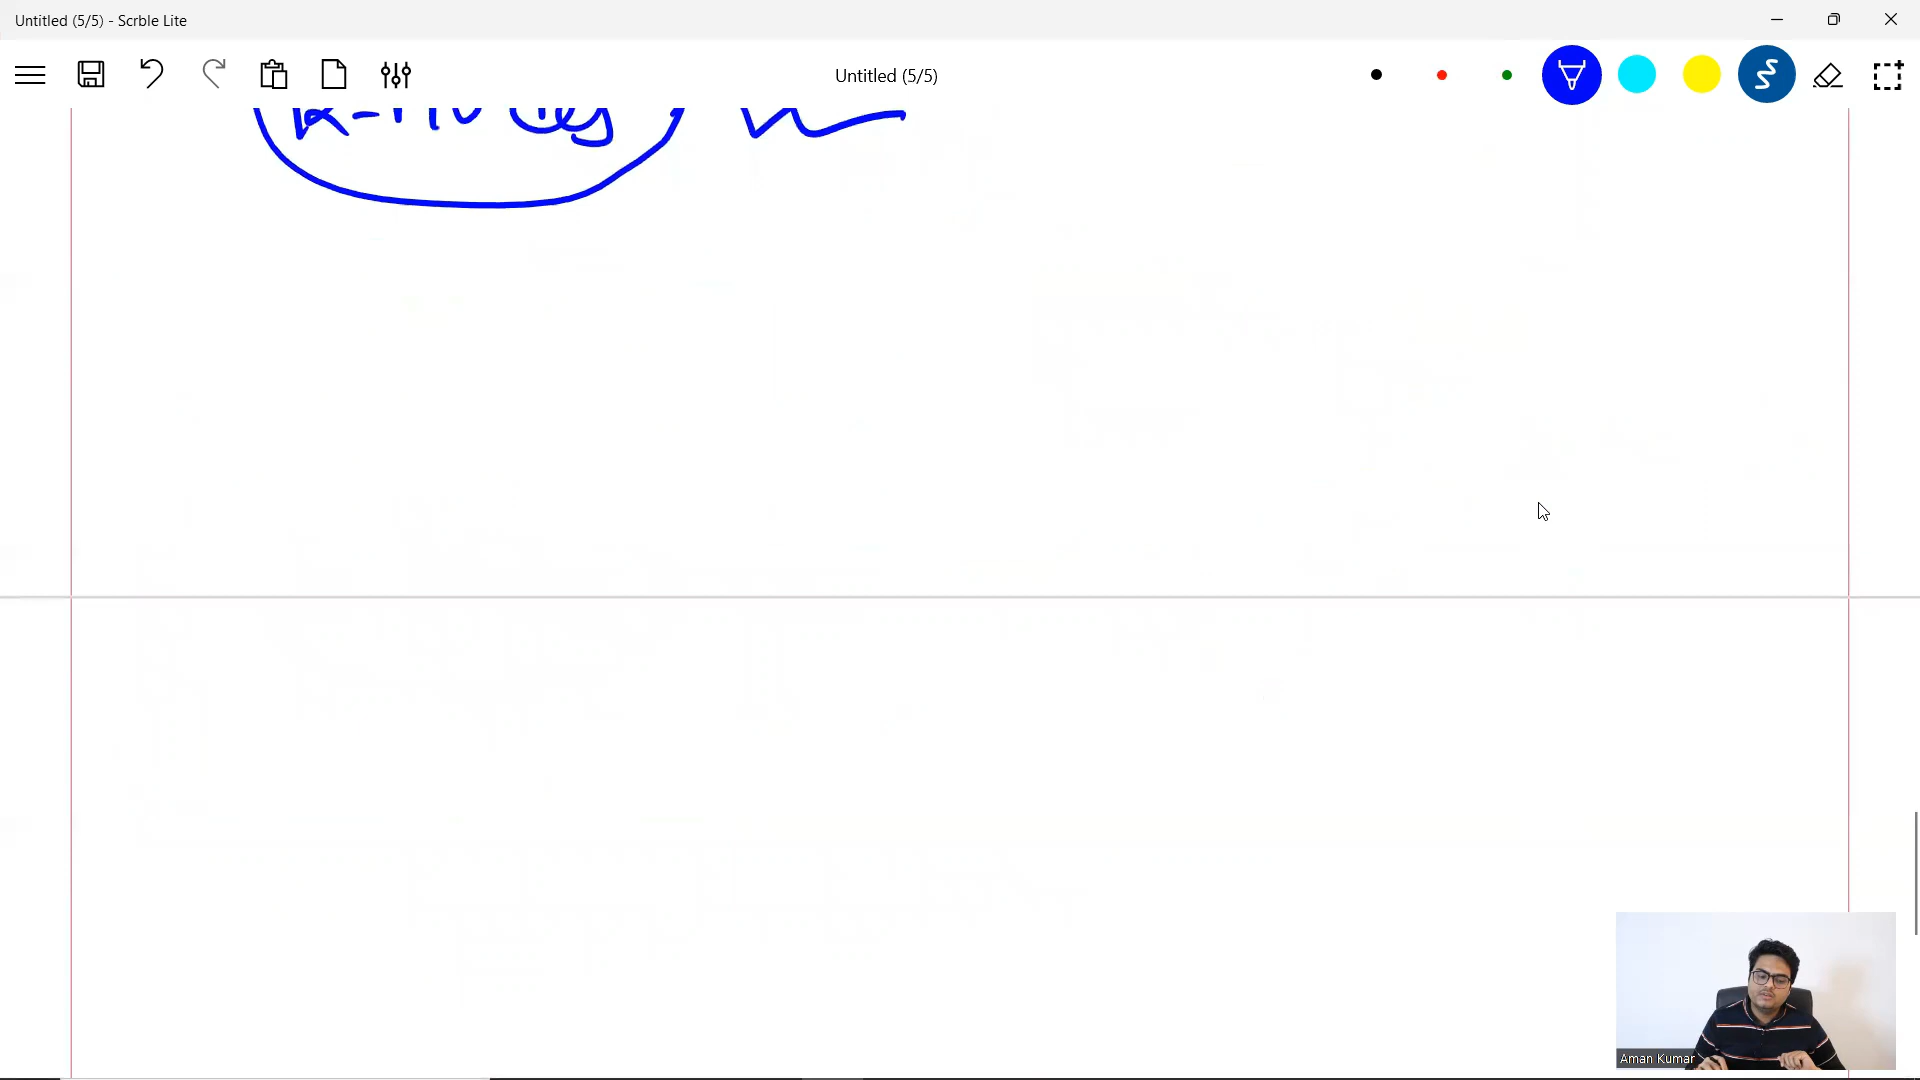 Untitled (5/5) - Scrble Lite
Untitled (5/5)
Aman Kumar